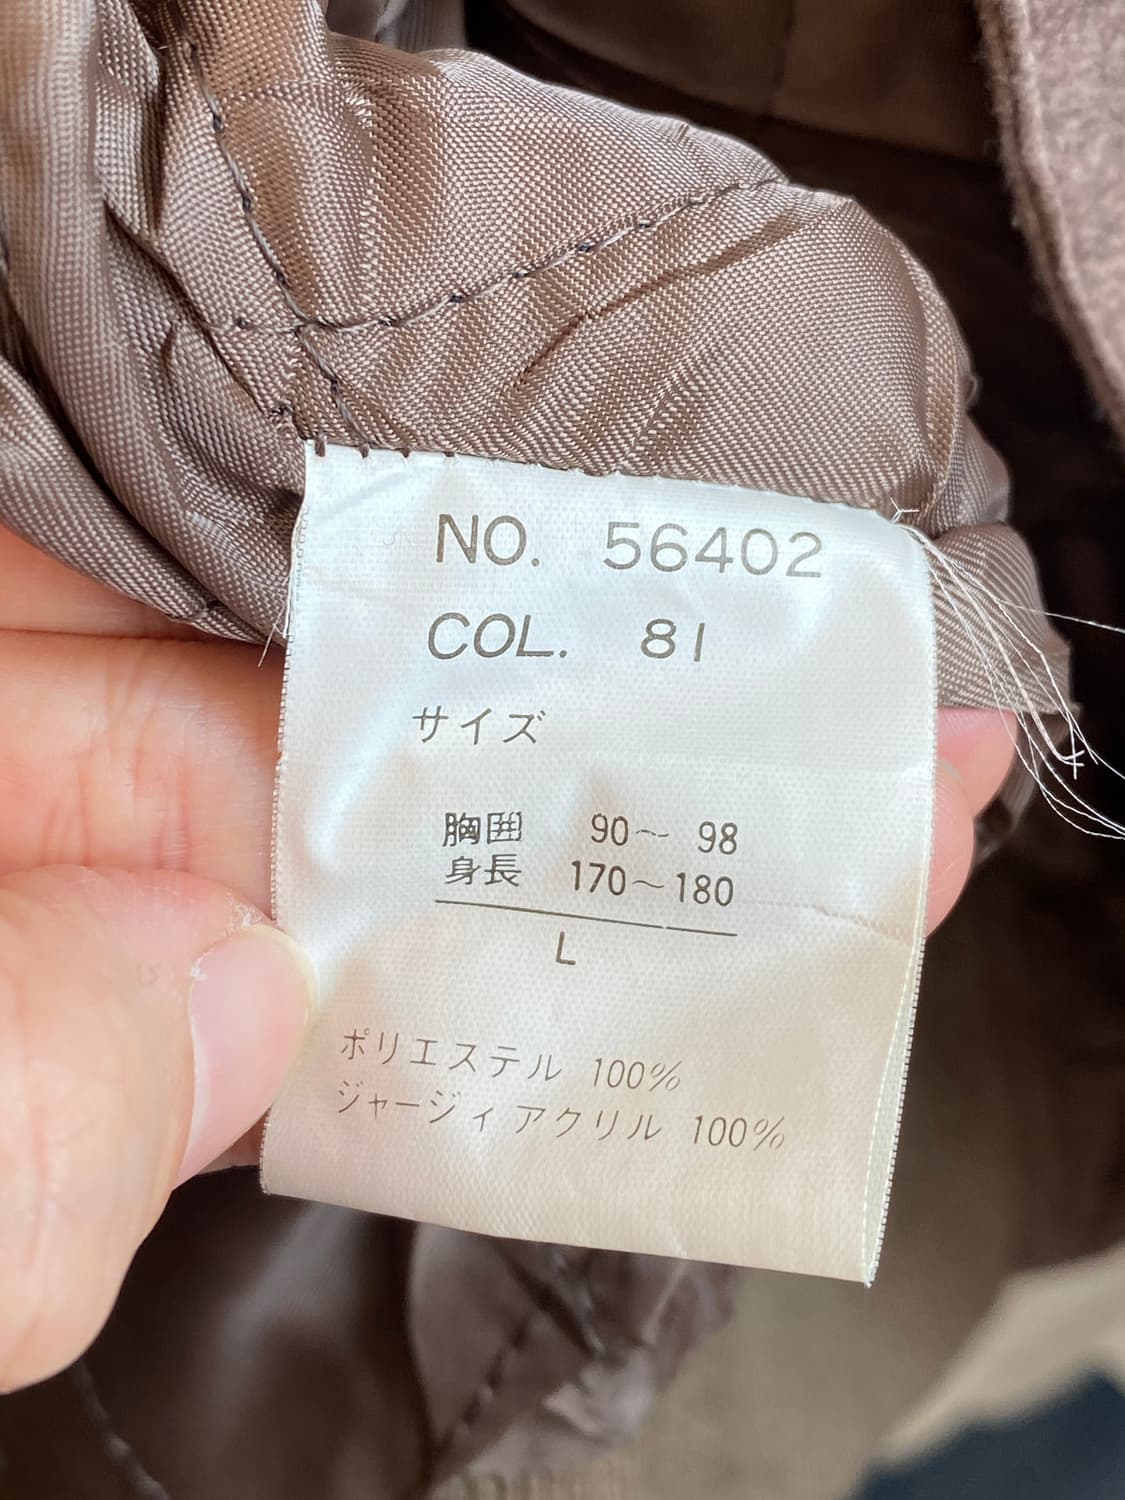 NO. 56402
COL. 81
サイズ
胸囲 90～98
身長 170～180
L
ポリエステル 100%
ジャージィ アクリル 100%